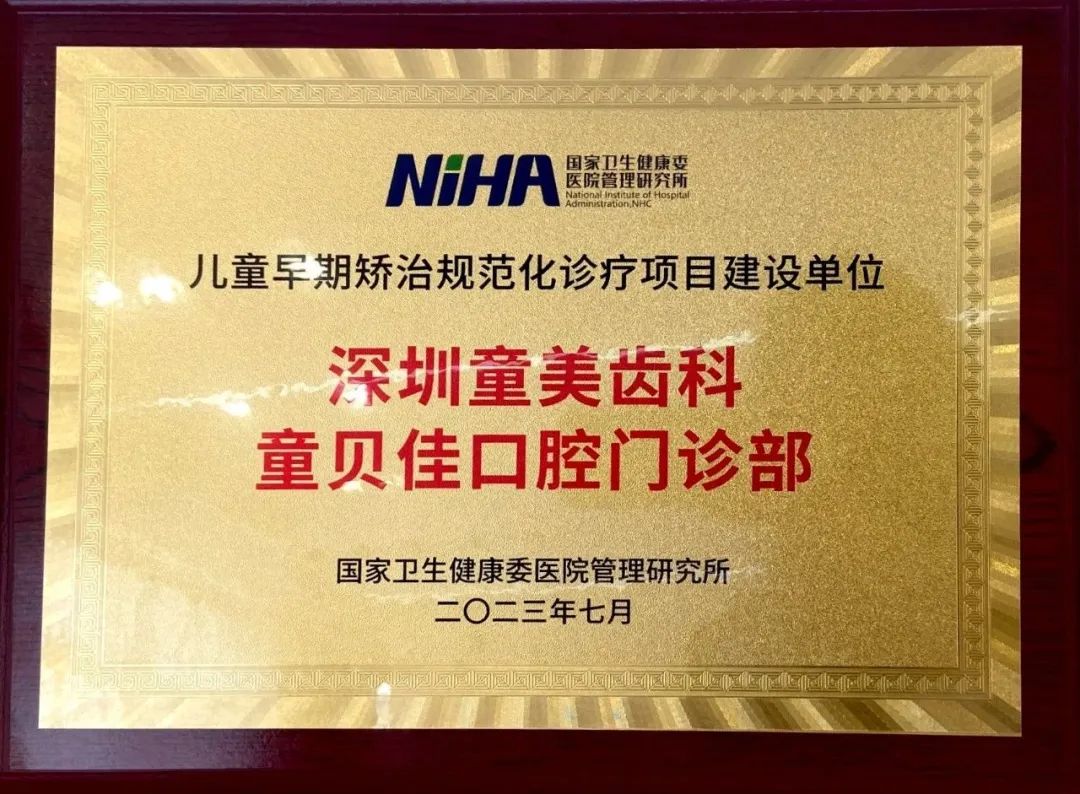 NiHA
国家卫生健康委
医院管理研究所
National Institute of Hospital
Administration,NHC
儿童早期矫治规范化诊疗项目建设单位
深圳童美齿科
童贝佳口腔门诊部
国家卫生健康委医院管理研究所
二〇二三年七月